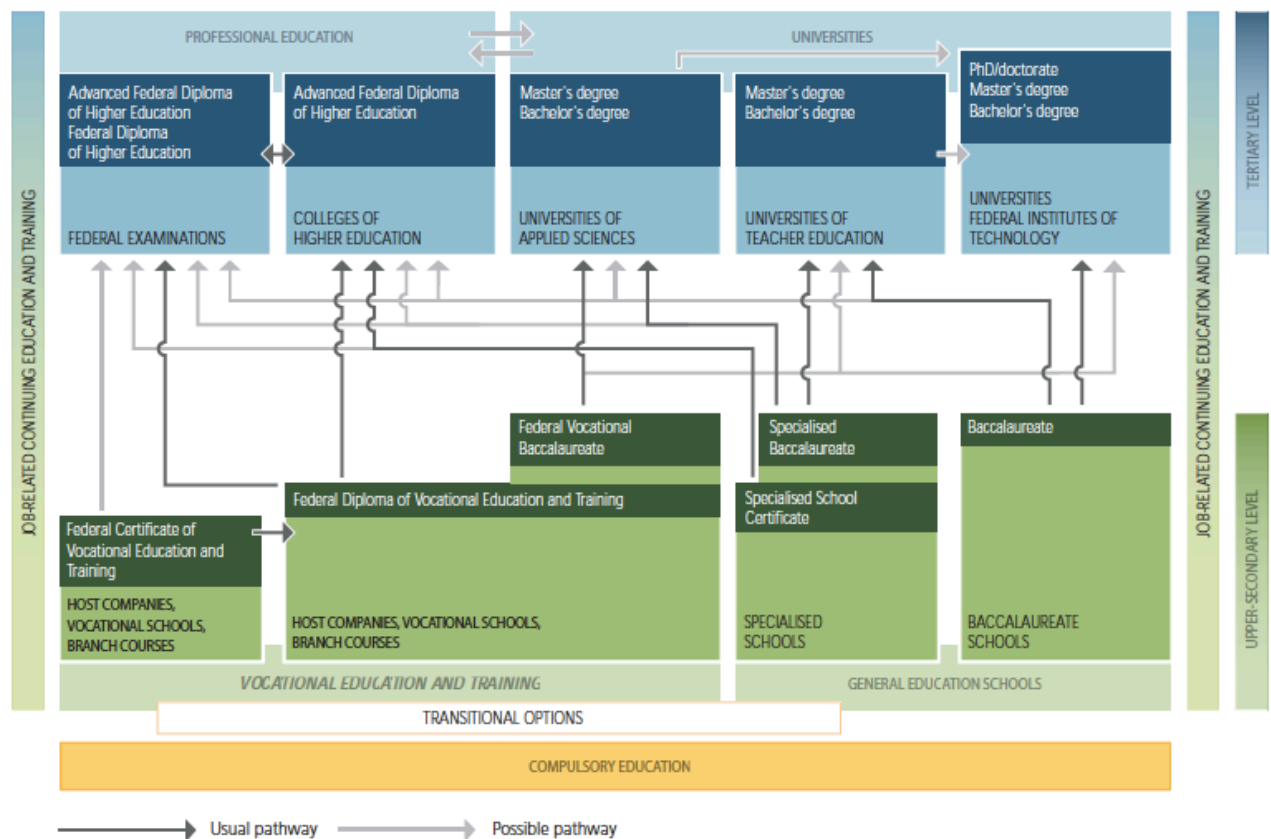 PROFESSIONAL EDUCATION
UNIVERSITIES
Advanced Federal Diploma
of Higher Education
Federal Diploma
of Higher Education
FEDERAL EXAMINATIONS
Advanced Federal Diploma
of Higher Education
COLLEGES OF
HIGHER EDUCATION
Master's degree
Bachelor's degree
UNIVERSITIES OF
APPLIED SCIENCES
Master's degree
Bachelor's degree
UNIVERSITIES OF
TEACHER EDUCATION
PhD/doctorate
Master's degree
Bachelor's degree
UNIVERSITIES
FEDERAL INSTITUTES OF
TECHNOLOGY
JOB-RELATED CONTINUING EDUCATION AND TRAINING
JOB-RELATED CONTINUING EDUCATION AND TRAINING
TERTIARY LEVEL
UPPER-SECONDARY LEVEL
Federal Certificate of
Vocational Education and
Training
HOST COMPANIES,
VOCATIONAL SCHOOLS,
BRANCH COURSES
Federal Vocational
Baccalaureate
Federal Diploma of Vocational Education and Training
HOST COMPANIES, VOCATIONAL SCHOOLS,
BRANCH COURSES
Specialised
Baccalaureate
Specialised School
Certificate
SPECIALISED
SCHOOLS
Baccalaureate
BACCALAUREATE
SCHOOLS
VOCATIONAL EDUCATION AND TRAINING
GENERAL EDUCATION SCHOOLS
TRANSITIONAL OPTIONS
COMPULSORY EDUCATION
Usual pathway
Possible pathway